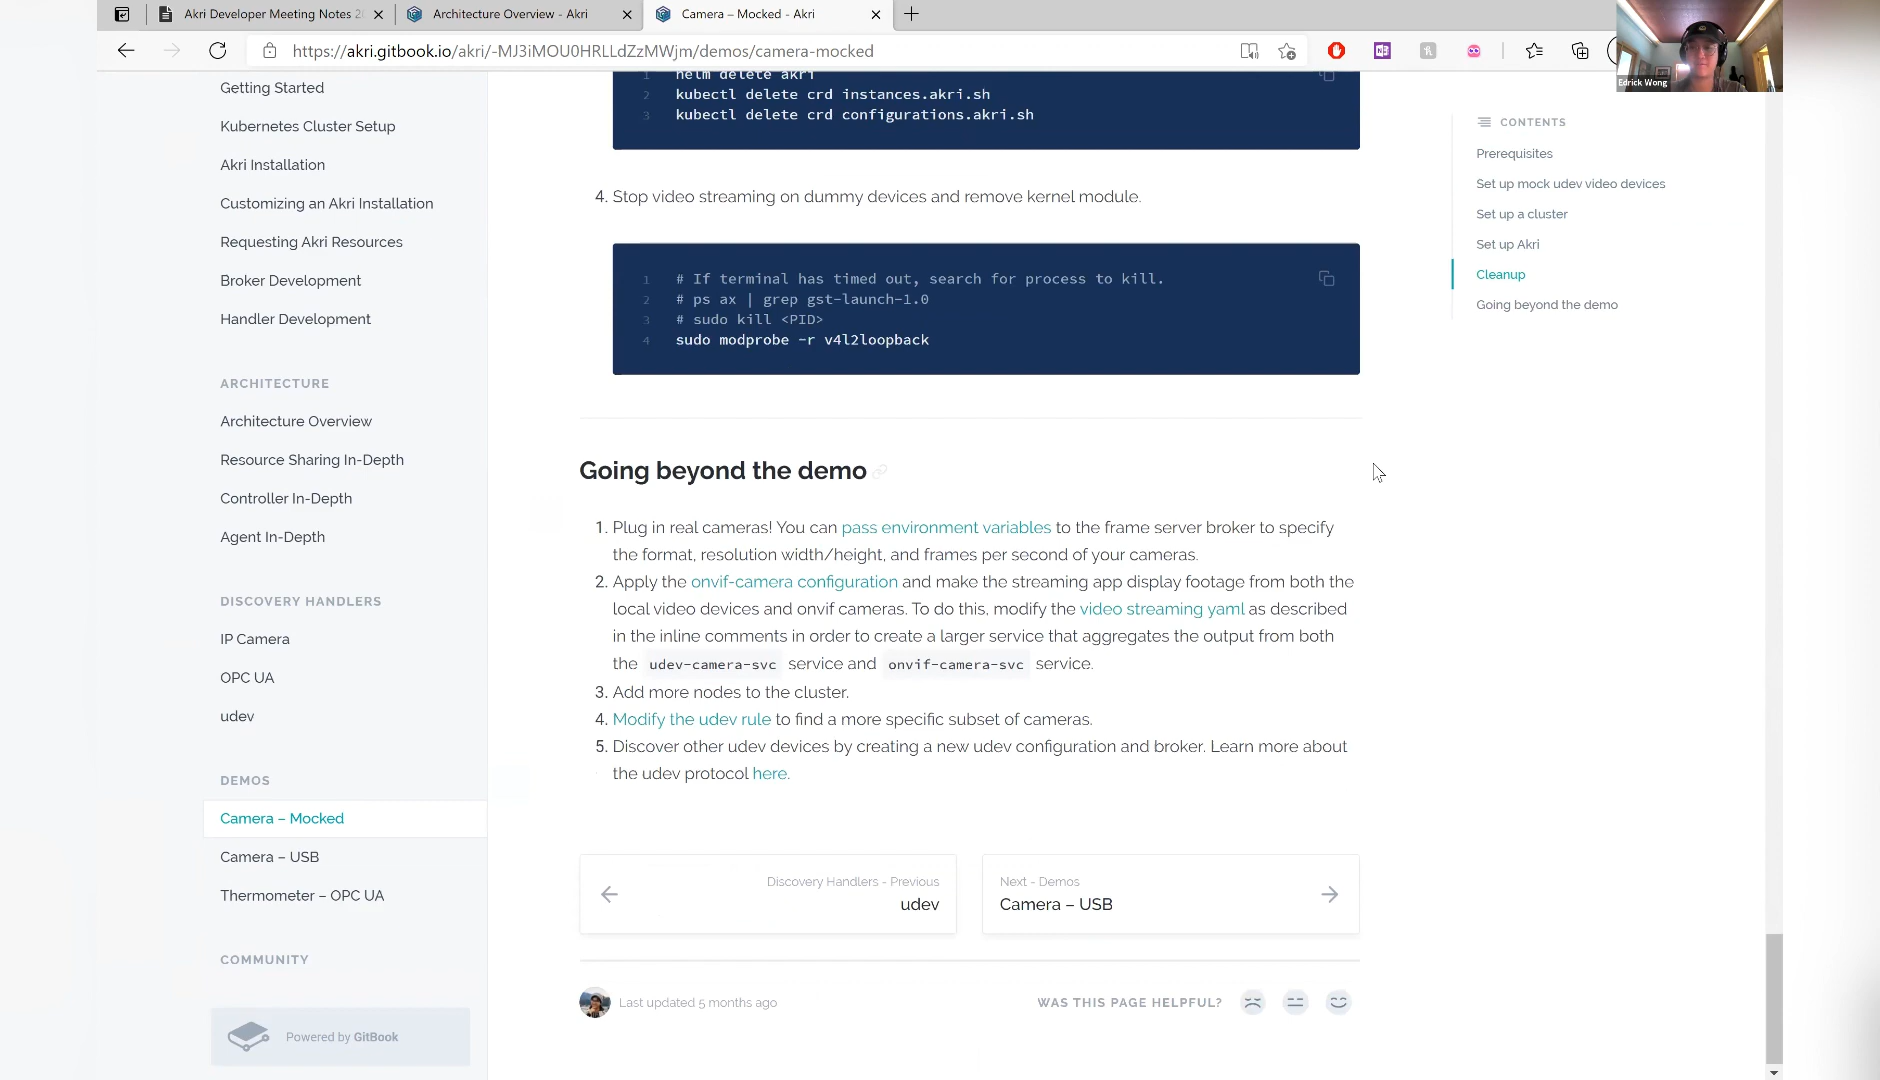 Akri Developer Meeting Notes 2
Architecture Overview - Akri
Camera – Mocked - Akri
https://akri.gitbook.io/akri/-MJ3iMOU0HRLLdZzMWjm/demos/camera-mocked
Edrick Wong
Getting Started
Kubernetes Cluster Setup
Akri Installation
Customizing an Akri Installation
Requesting Akri Resources
Broker Development
Handler Development
ARCHITECTURE
Architecture Overview
Resource Sharing In-Depth
Controller In-Depth
Agent In-Depth
DISCOVERY HANDLERS
IP Camera
OPC UA
udev
DEMOS
Camera – Mocked
Camera – USB
Thermometer – OPC UA
COMMUNITY
Powered by GitBook
1 helm delete akri
2 kubectl delete crd instances.akri.sh
3 kubectl delete crd configurations.akri.sh
4. Stop video streaming on dummy devices and remove kernel module.
1 # If terminal has timed out, search for process to kill.
2 # ps ax | grep gst-launch-1.0
3 # sudo kill <PID>
4 sudo modprobe -r v4l2loopback
Going beyond the demo
1. Plug in real cameras! You can pass environment variables to the frame server broker to specify
the format, resolution width/height, and frames per second of your cameras.
2. Apply the onvif-camera configuration and make the streaming app display footage from both the
local video devices and onvif cameras. To do this, modify the video streaming yaml as described
in the inline comments in order to create a larger service that aggregates the output from both
the udev-camera-svc service and onvif-camera-svc service.
3. Add more nodes to the cluster.
4. Modify the udev rule to find a more specific subset of cameras.
5. Discover other udev devices by creating a new udev configuration and broker. Learn more about
the udev protocol here.
Discovery Handlers - Previous
udev
Next - Demos
Camera – USB
Last updated 5 months ago
WAS THIS PAGE HELPFUL?
CONTENTS
Prerequisites
Set up mock udev video devices
Set up a cluster
Set up Akri
Cleanup
Going beyond the demo